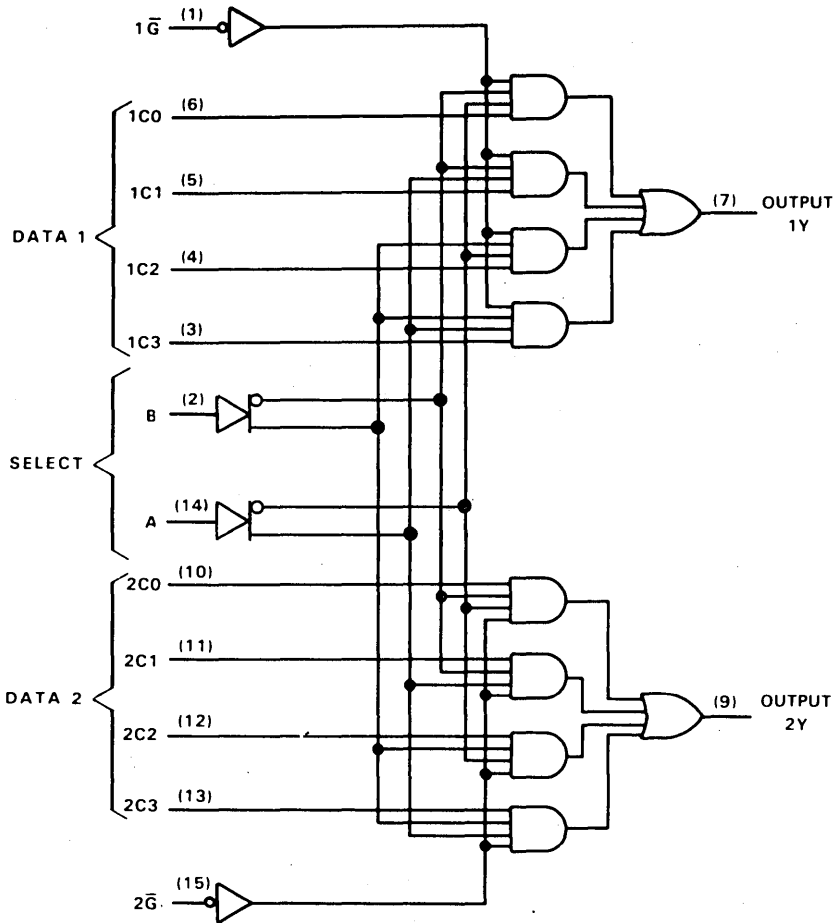 1G̅ (1)
DATA 1
1C0 (6)
1C1 (5)
1C2 (4)
1C3 (3)
(7) OUTPUT
1Y
SELECT
B (2)
A (14)
DATA 2
2C0 (10)
2C1 (11)
2C2 (12)
2C3 (13)
(9) OUTPUT
2Y
2G̅ (15)